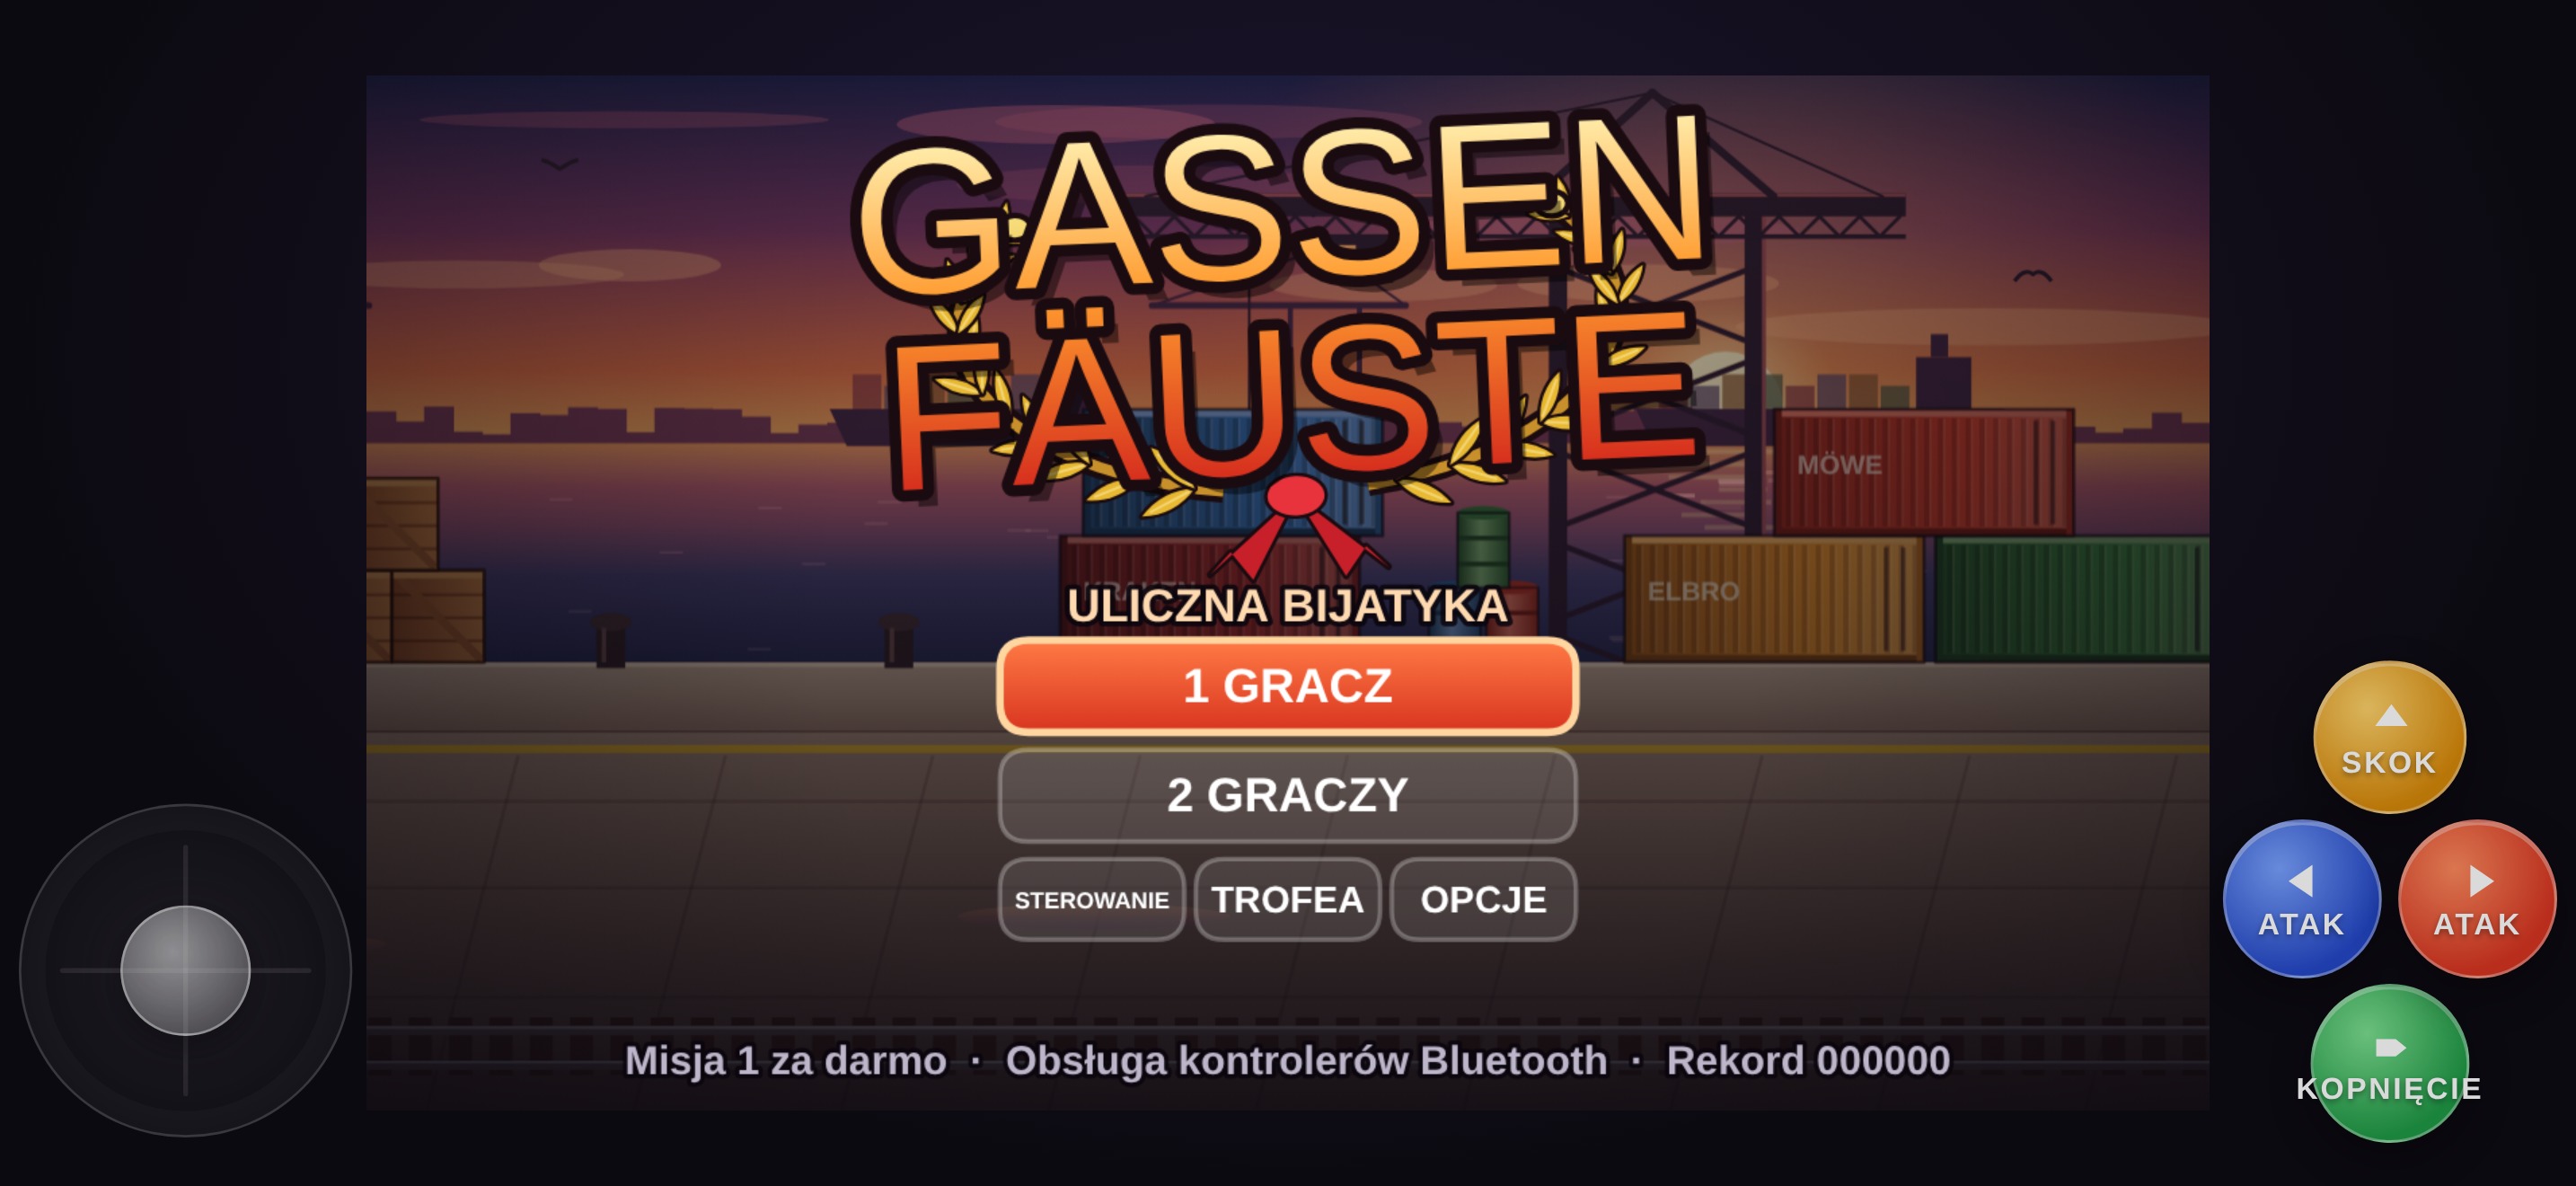 GASSEN
FÄUSTE
MÖWE
ELBRO
ULICZNA BIJATYKA
1 GRACZ
2 GRACZY
STEROWANIE TROFEA OPCJE
SKOK
ATAK ATAK
KOPNIĘCIE
Misja 1 za darmo · Obsługa kontrolerów Bluetooth · Rekord 000000